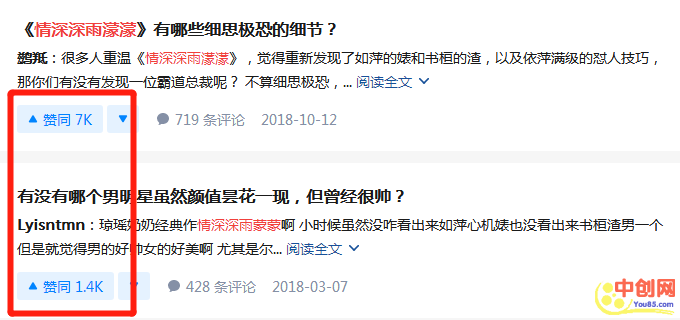 《情深深雨濛濛》有哪些细思极恐的细节？
：很多人重温《情深深雨濛濛》，觉得重新发现了如萍的婊和书桓的渣，以及依萍满级的怼人技巧，
那你们有没有发现一位霸道总裁呢？ 不算细思极恐，... 阅读全文
赞同 7K 719 条评论 2018-10-12
有没有哪个男明星虽然颜值昙花一现，但曾经很帅？
Lyisntmn：琼瑶奶奶经典作情深深雨蒙蒙啊 小时候虽然没咋看出来如萍心机婊也没看出来书桓渣男一个
但是就觉得男的好帅女的好美啊 尤其是尔... 阅读全文
赞同 1.4K 428 条评论 2018-03-07
中创网
You85.com